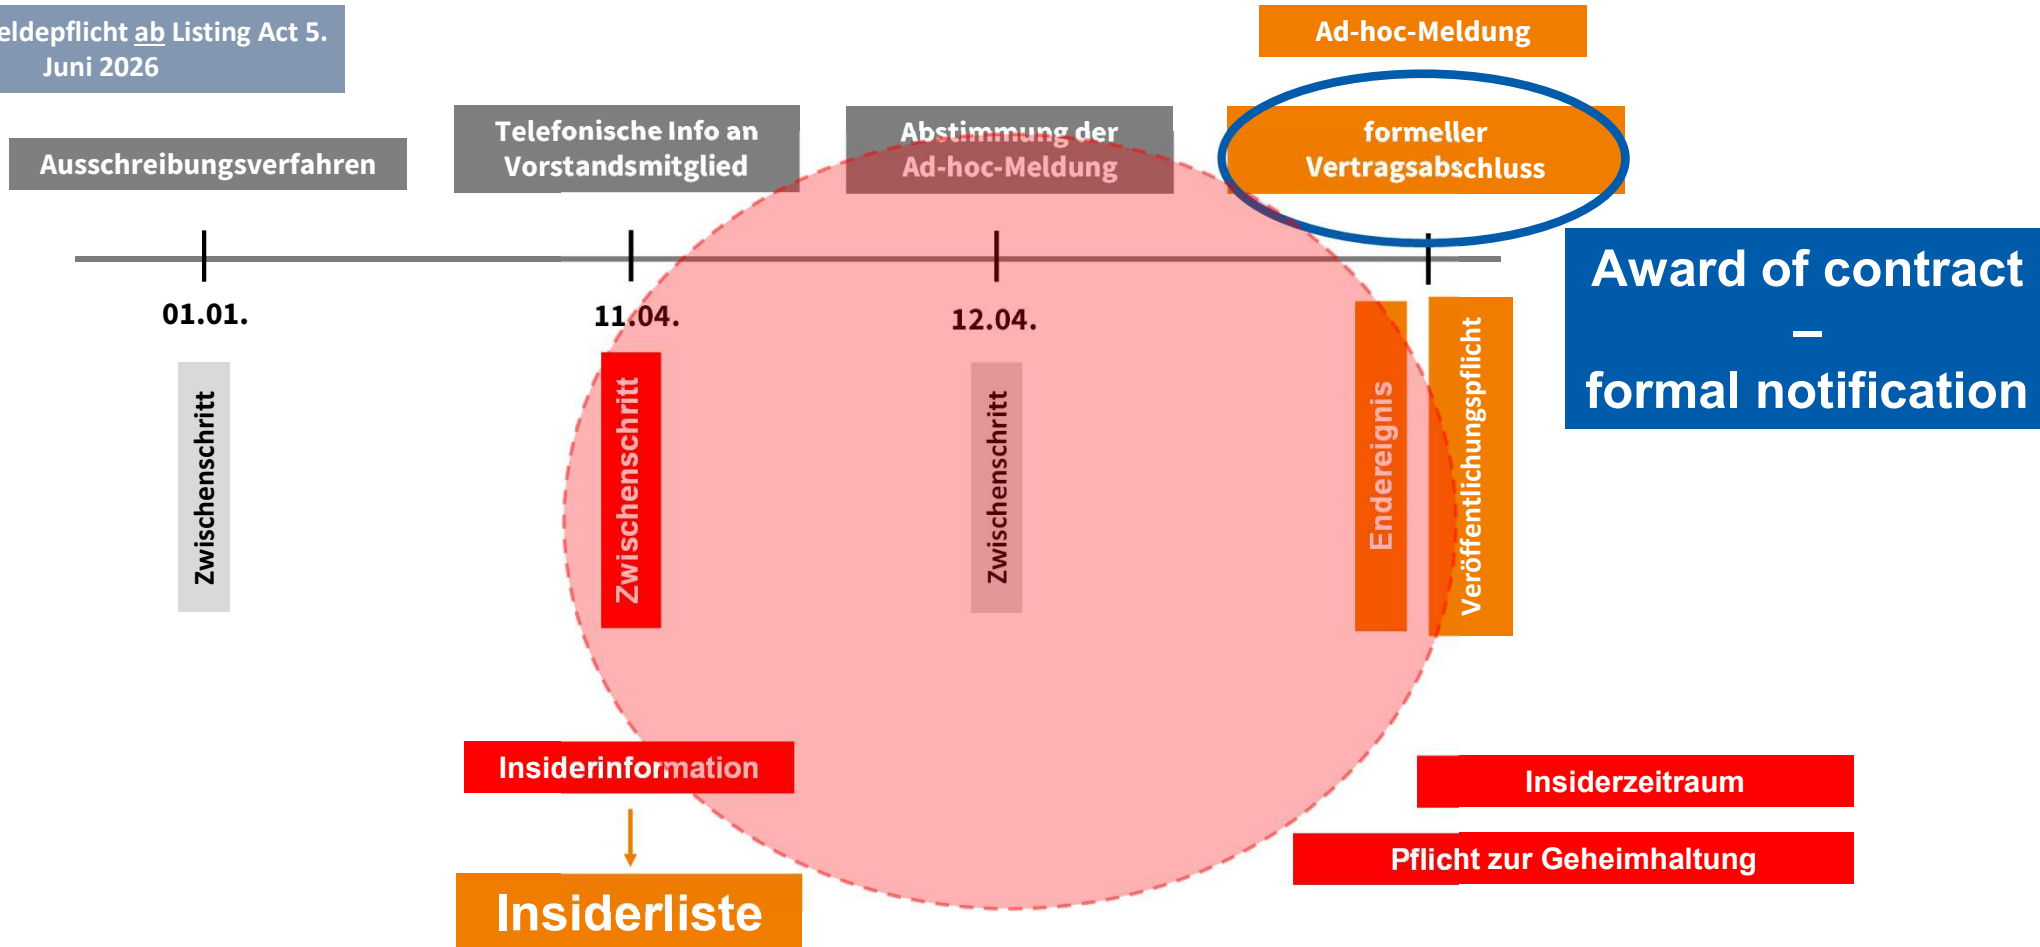 eldepflicht ab Listing Act 5.
Juni 2026
Ad-hoc-Meldung
Ausschreibungsverfahren
Telefonische Info an
Vorstandsmitglied
Abstimmung der
Ad-hoc-Meldung
formeller
Vertragsabschluss
01.01.
11.04.
12.04.
Award of contract
–
formal notification
Zwischenschritt
Zwischenschritt
Zwischenschritt
Endereignis
Veröffentlichungspflicht
Insiderinformation
Insiderliste
Insiderzeitraum
Pflicht zur Geheimhaltung